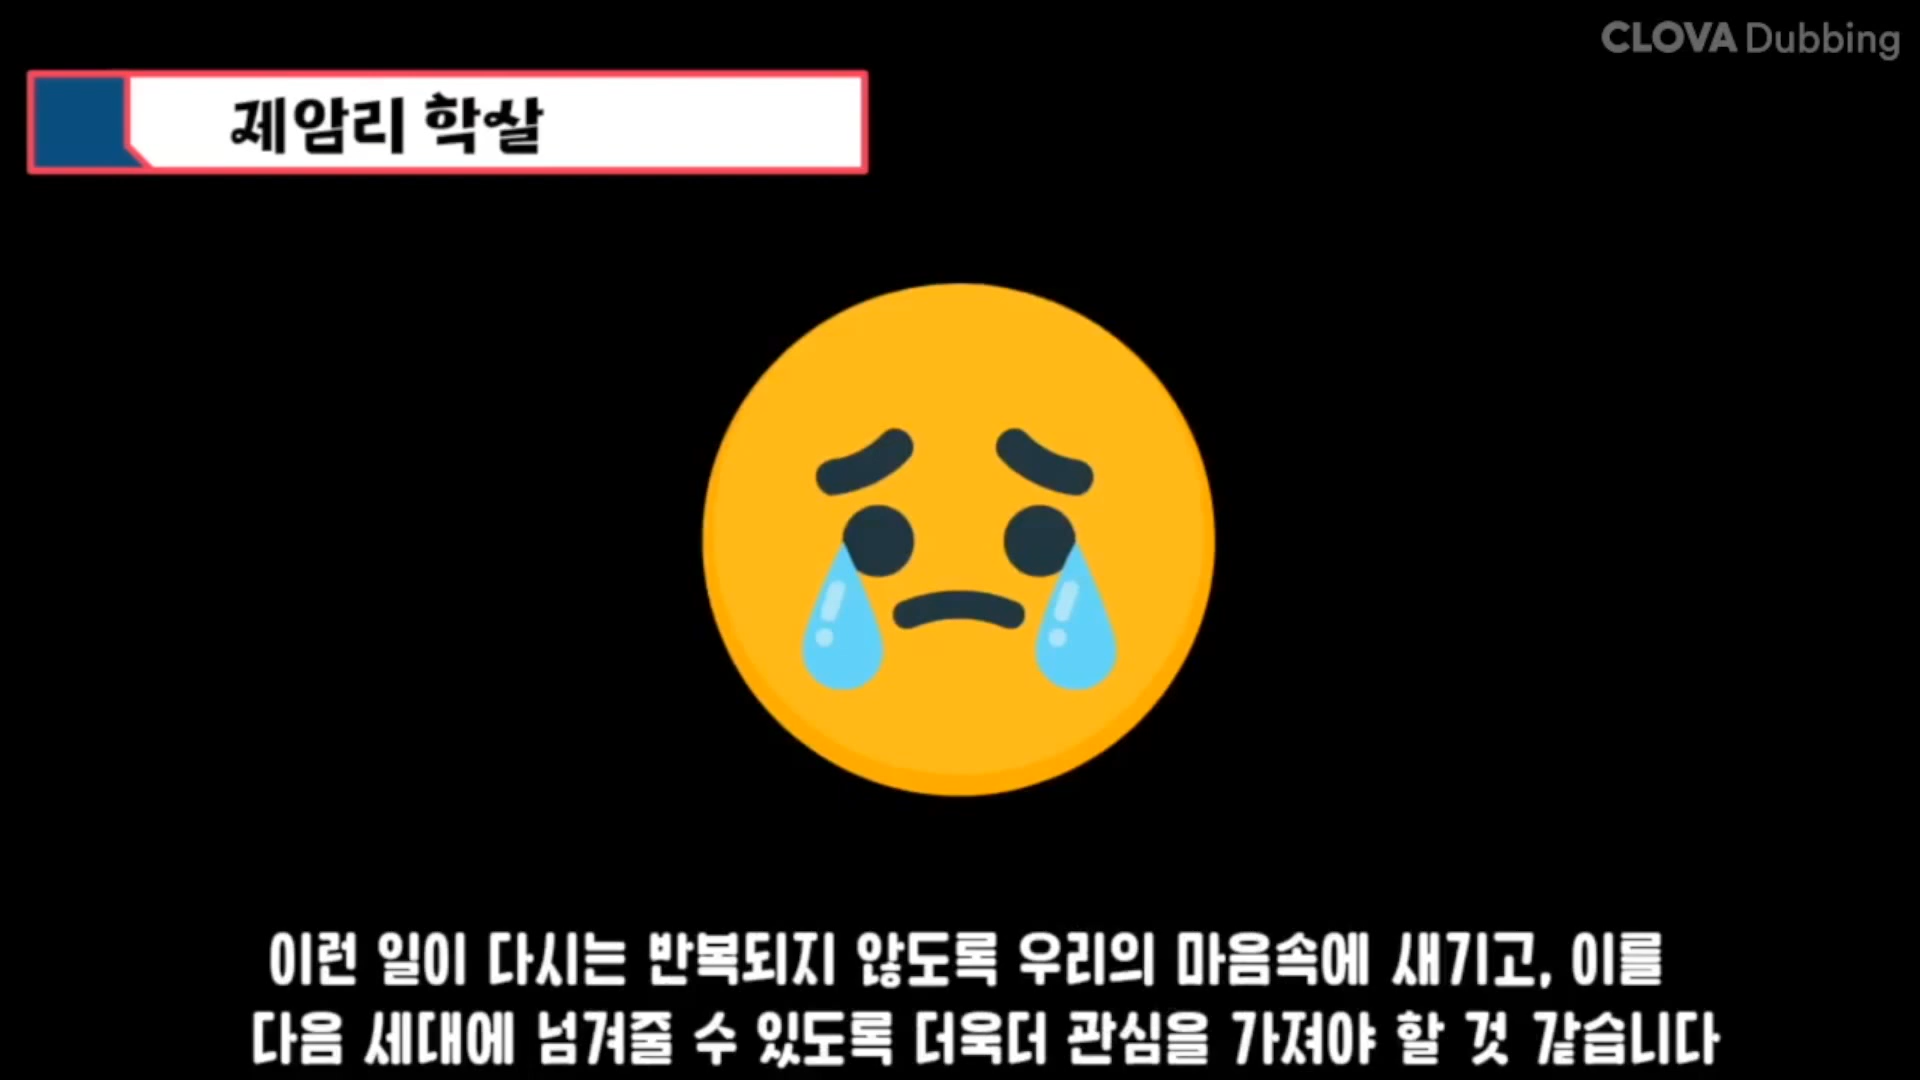 CLOVA Dubbing
제암리 학살
이런 일이 다시는 반복되지 않도록 우리의 마음속에 새기고, 이를
다음 세대에 넘겨줄 수 있도록 더욱더 관심을 가져야 할 것 같습니다